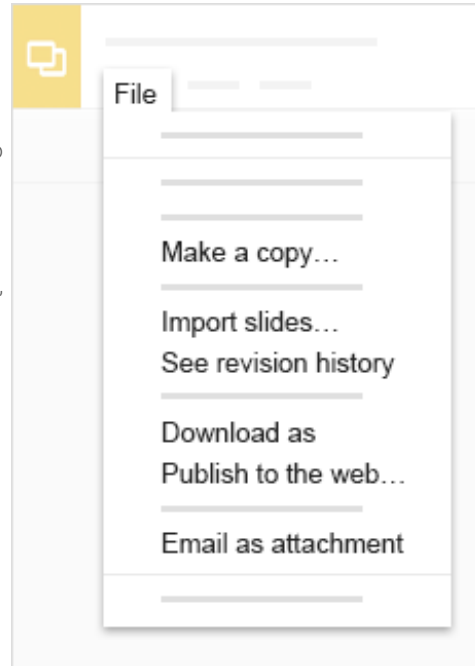 File
Make a copy…
Import slides…
See revision history
Download as
Publish to the web…
Email as attachment